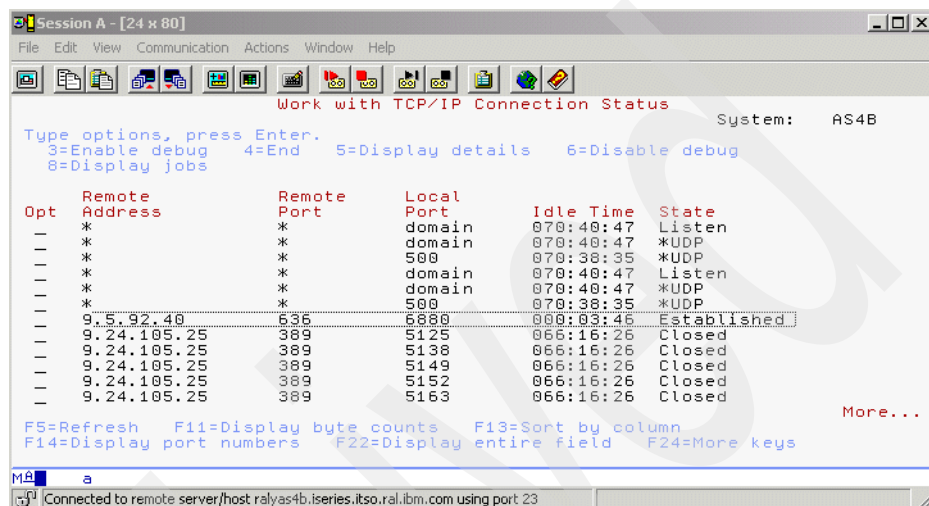 Session A - [24 x 80]
File Edit View Communication Actions Window Help
Work with TCP/IP Connection Status
System: AS4B
Type options, press Enter.
3=Enable debug 4=End 5=Display details 6=Disable debug
8=Display jobs
Remote Remote Local
Opt Address Port Port Idle Time State
_ * * domain 070:40:47 Listen
_ * * domain 070:40:47 *UDP
_ * * 500 070:38:35 *UDP
_ * * domain 070:40:47 Listen
_ * * domain 070:40:47 *UDP
_ * * 500 070:38:35 *UDP
_ 9.5.92.40 636 6880 000:03:46 Established
_ 9.24.105.25 389 5125 066:16:26 Closed
_ 9.24.105.25 389 5138 066:16:26 Closed
_ 9.24.105.25 389 5149 066:16:26 Closed
_ 9.24.105.25 389 5152 066:16:26 Closed
_ 9.24.105.25 389 5163 066:16:26 Closed
More...
F5=Refresh F11=Display byte counts F13=Sort by column
F14=Display port numbers F22=Display entire field F24=More keys
MA a
Connected to remote server/host ralyas4b.iseries.itso.ral.ibm.com using port 23